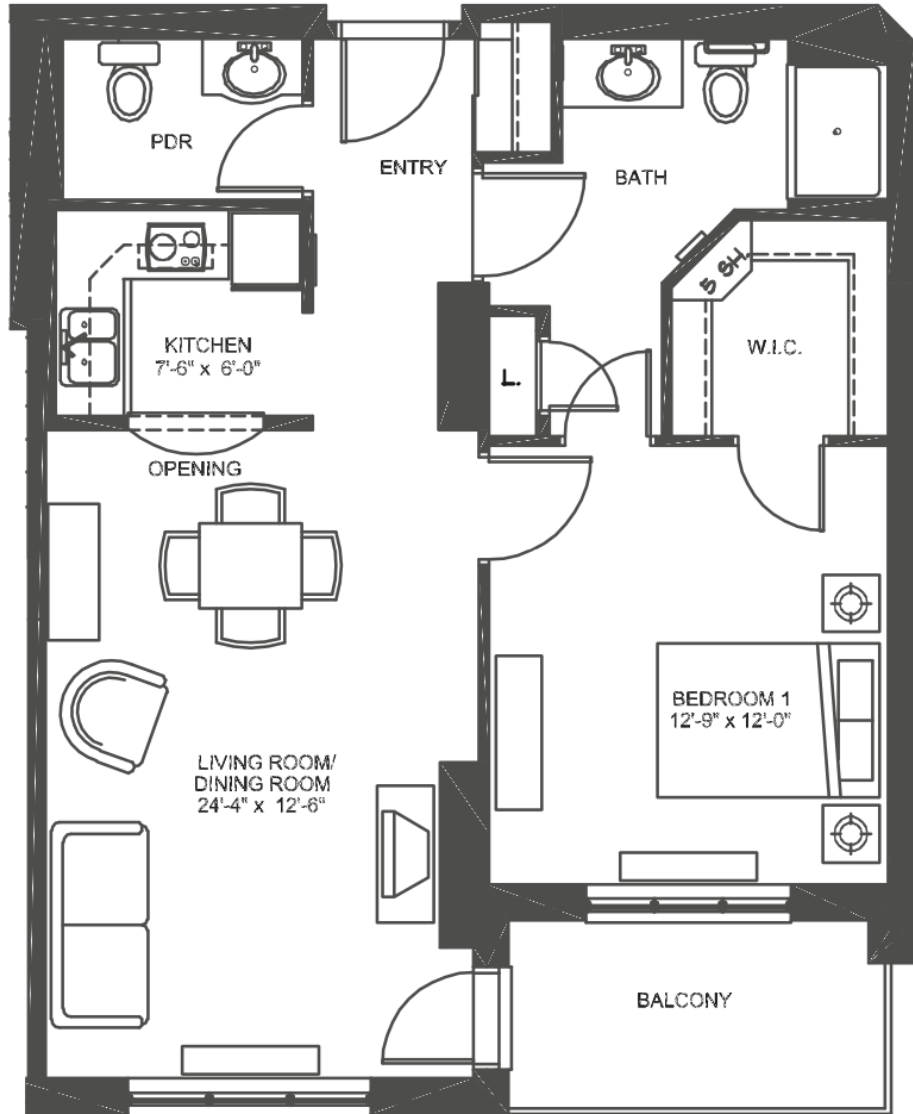 PDR
ENTRY
BATH
5 SH.
KITCHEN
7'-6" x 6'-0"
W.I.C.
L.
OPENING
BEDROOM 1
12'-9" x 12'-0"
LIVING ROOM/
DINING ROOM
24'-4" x 12'-6"
BALCONY